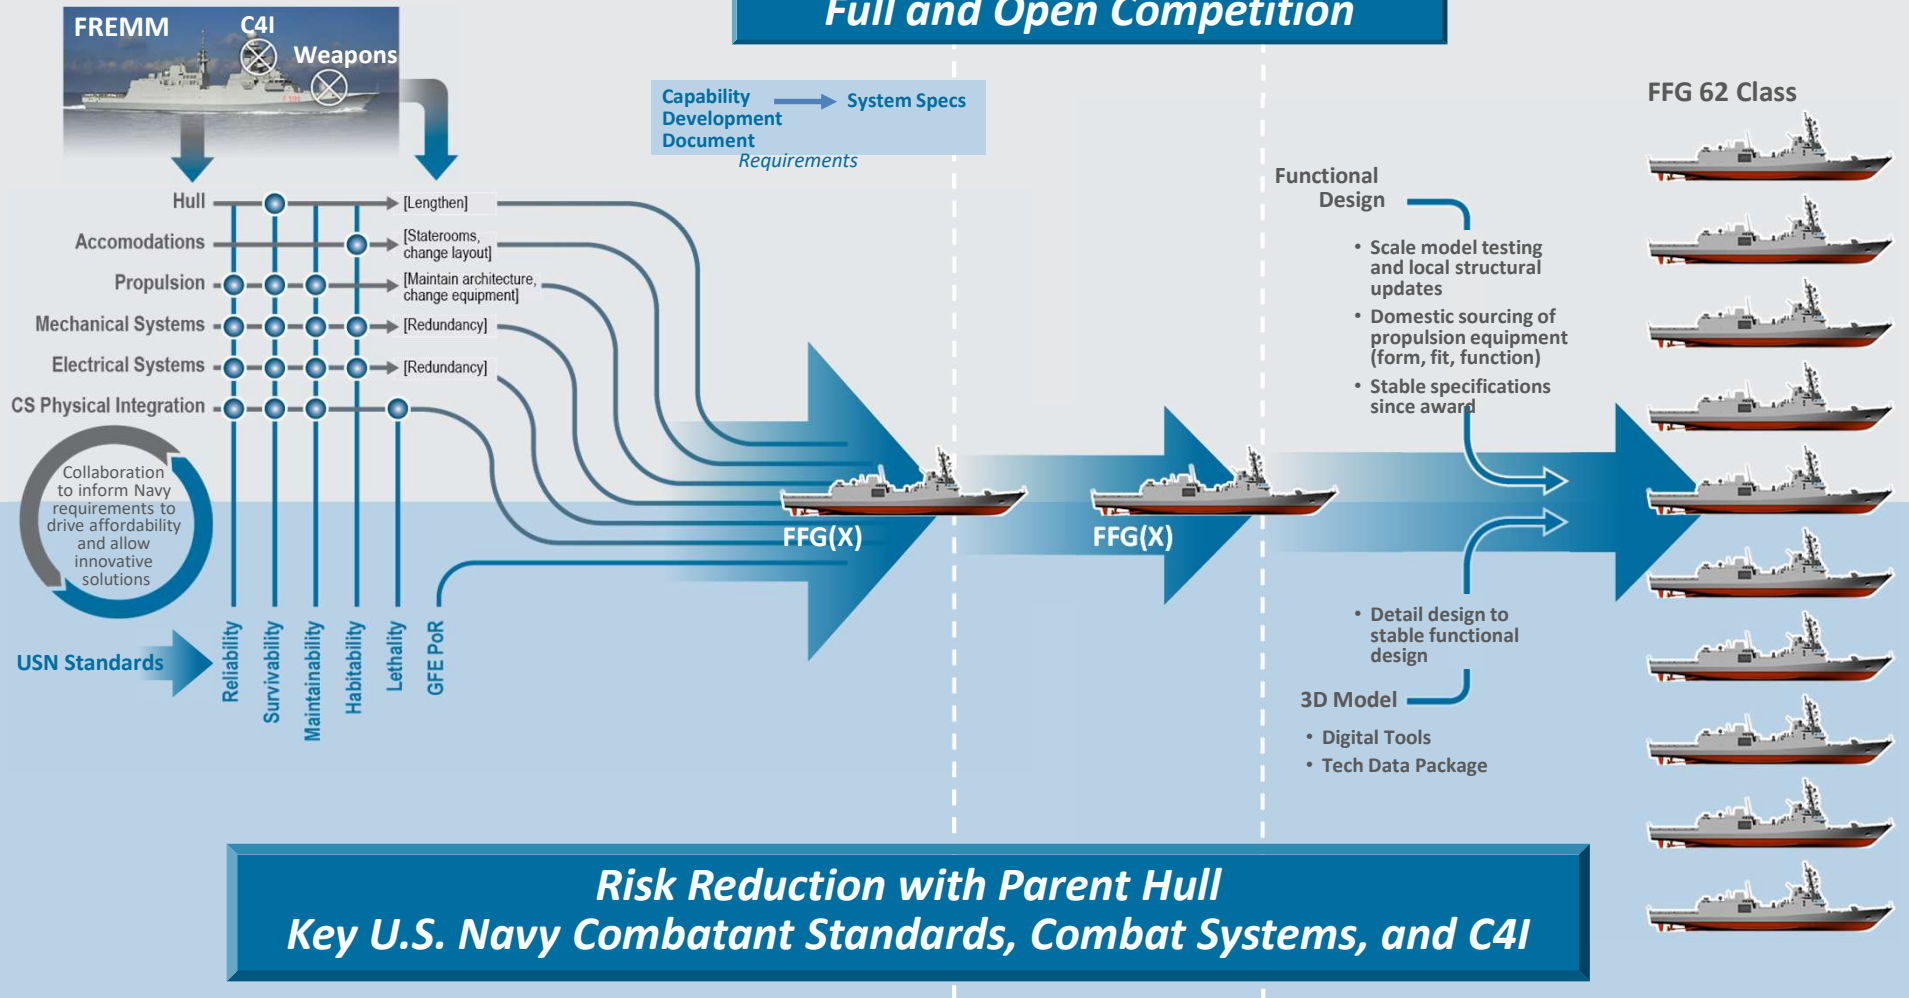 Full and Open Competition
FREMM
C4I
Weapons
Capability
Development
Document
System Specs
Requirements
FFG 62 Class
Hull
[Lengthen]
Accomodations
[Staterooms,
change layout]
Propulsion
[Maintain architecture,
change equipment]
Mechanical Systems
[Redundancy]
Electrical Systems
[Redundancy]
CS Physical Integration
Collaboration
to inform Navy
requirements to
drive affordability
and allow
innovative
solutions
USN Standards
Reliability
Survivability
Maintainability
Habitability
Lethality
GFE PoR
FFG(X)
FFG(X)
Functional
Design
• Scale model testing
and local structural
updates
• Domestic sourcing of
propulsion equipment
(form, fit, function)
• Stable specifications
since award
• Detail design to
stable functional
design
3D Model
• Digital Tools
• Tech Data Package
Risk Reduction with Parent Hull
Key U.S. Navy Combatant Standards, Combat Systems, and C4I